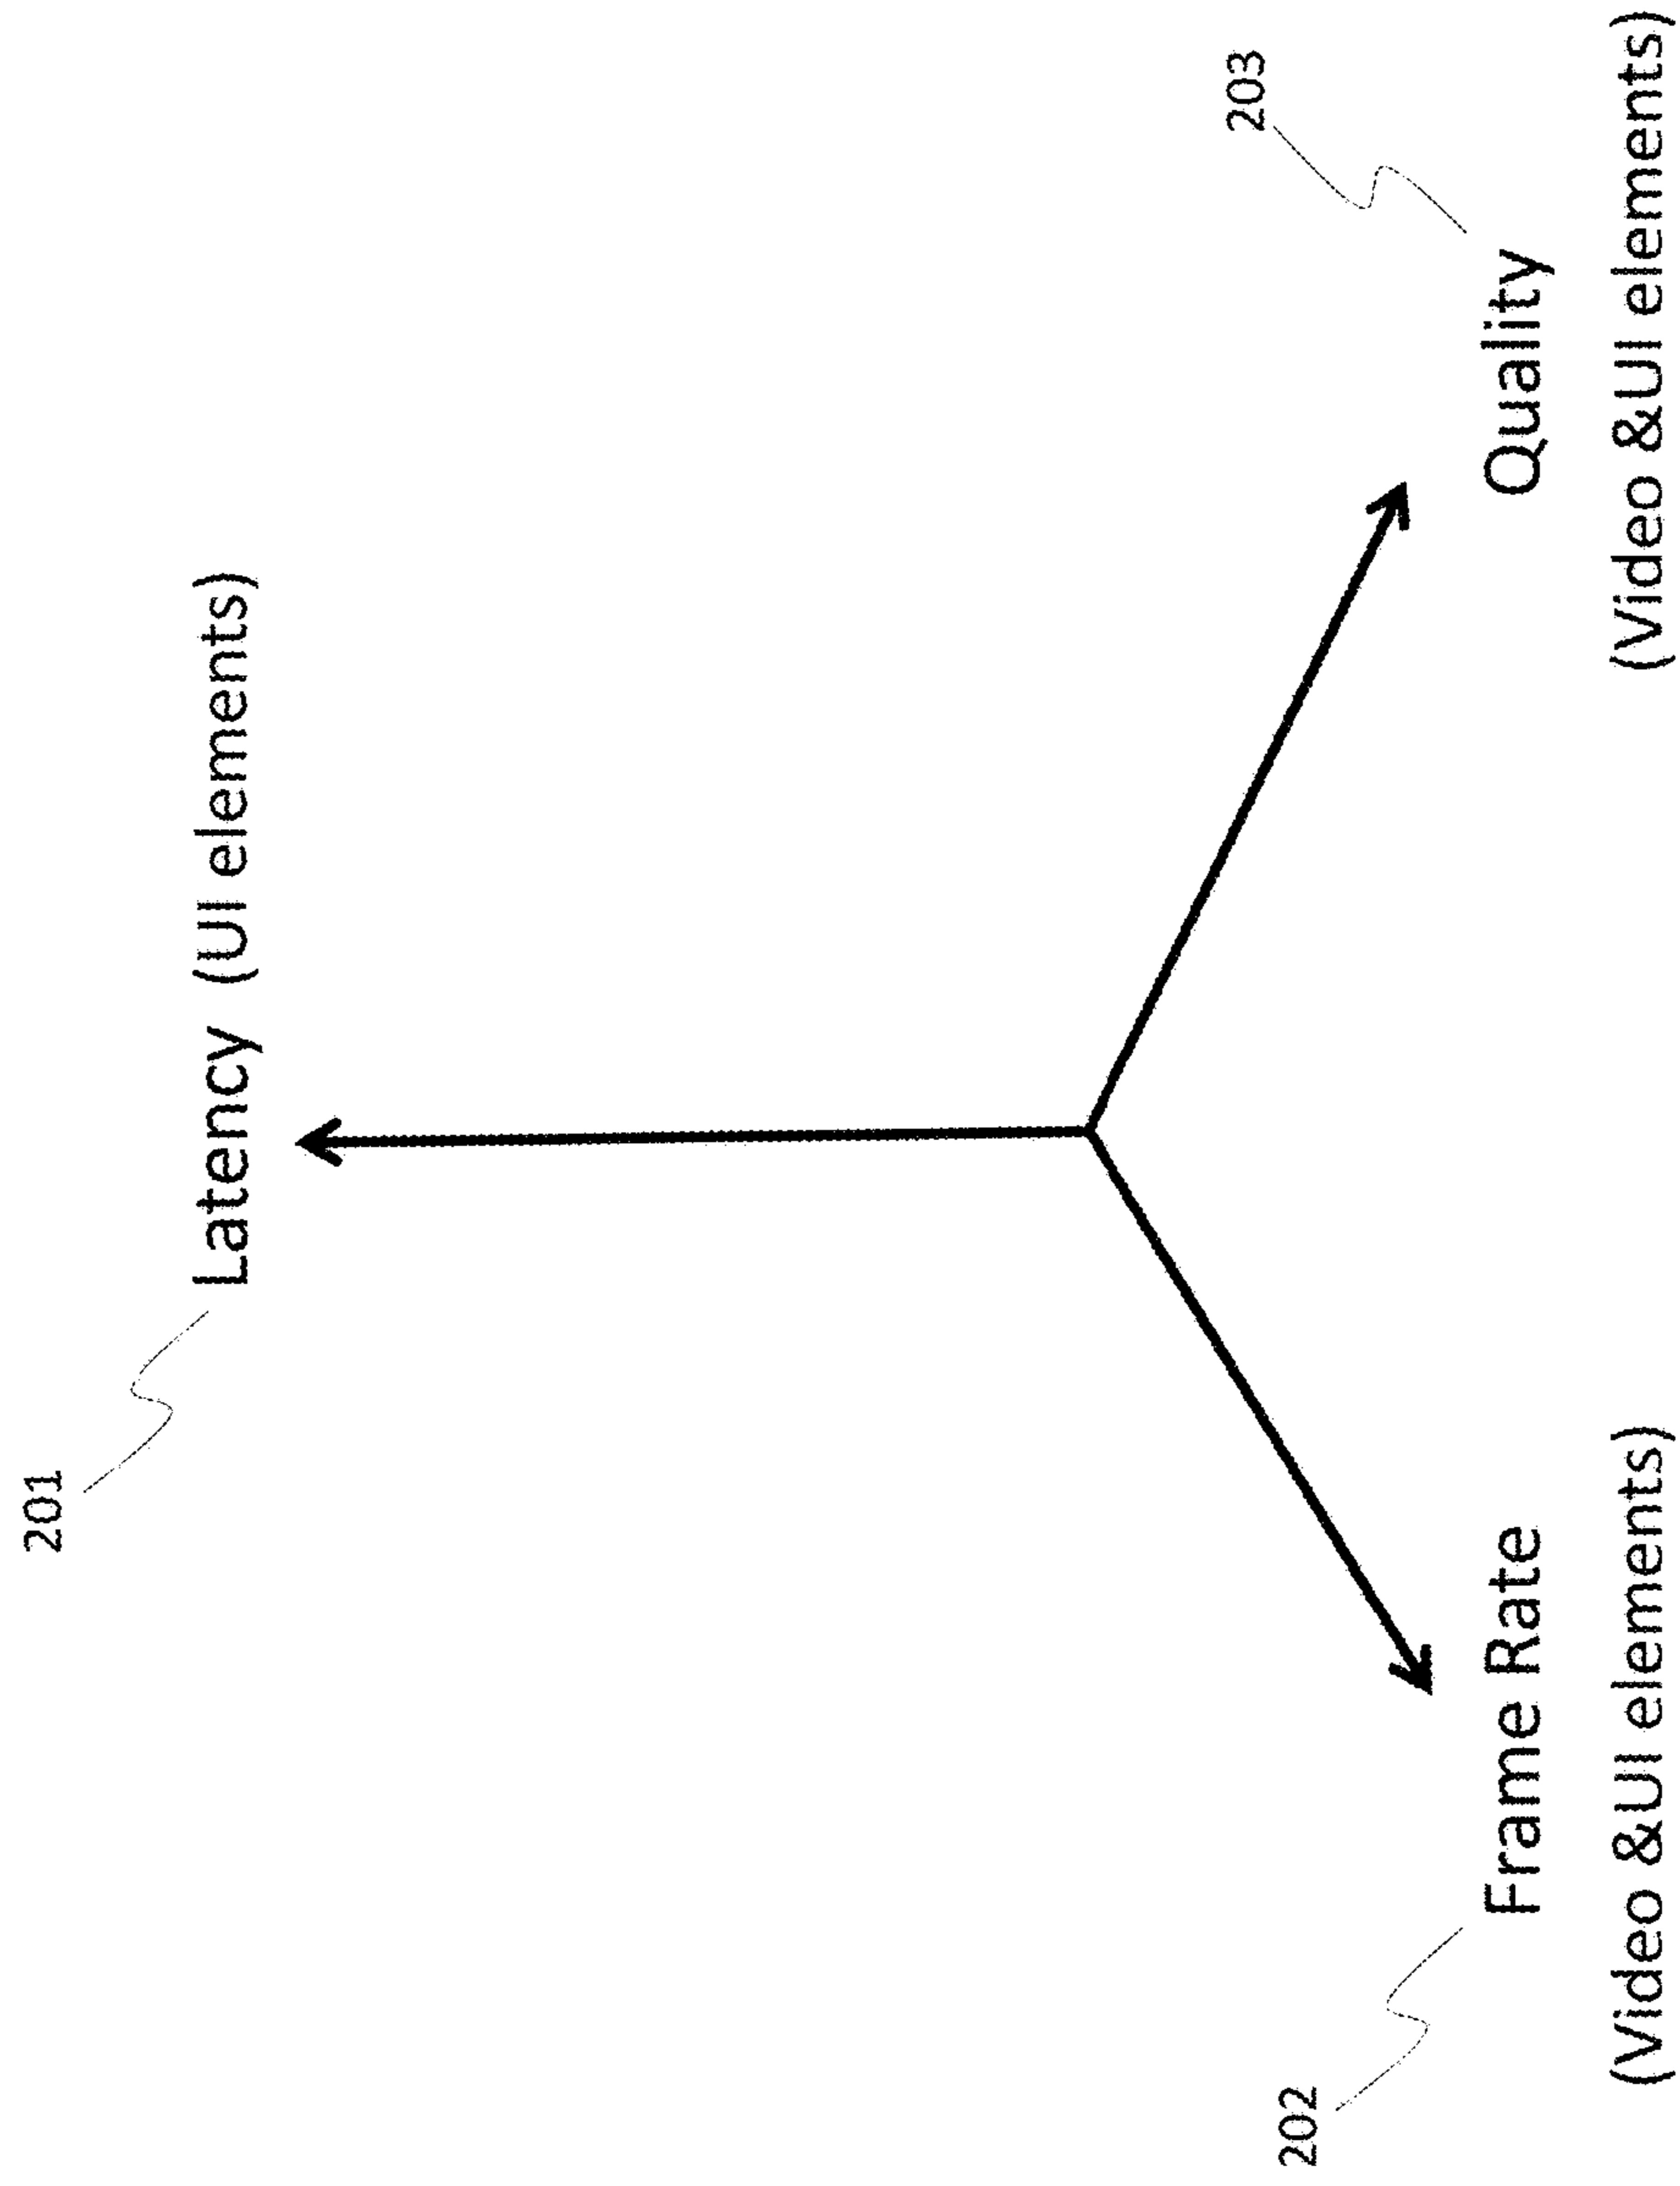 201
Latency (UI elements)
203
202
Frame Rate
(Video &UI elements)
Quality
(Video &UI elements)